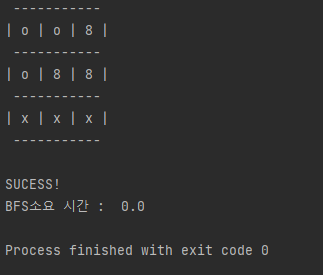 -----------
| o | o | 8 |
-----------
| o | 8 | 8 |
-----------
| x | x | x |
-----------
SUCESS!
BFS소요 시간 :  0.0
Process finished with exit code 0